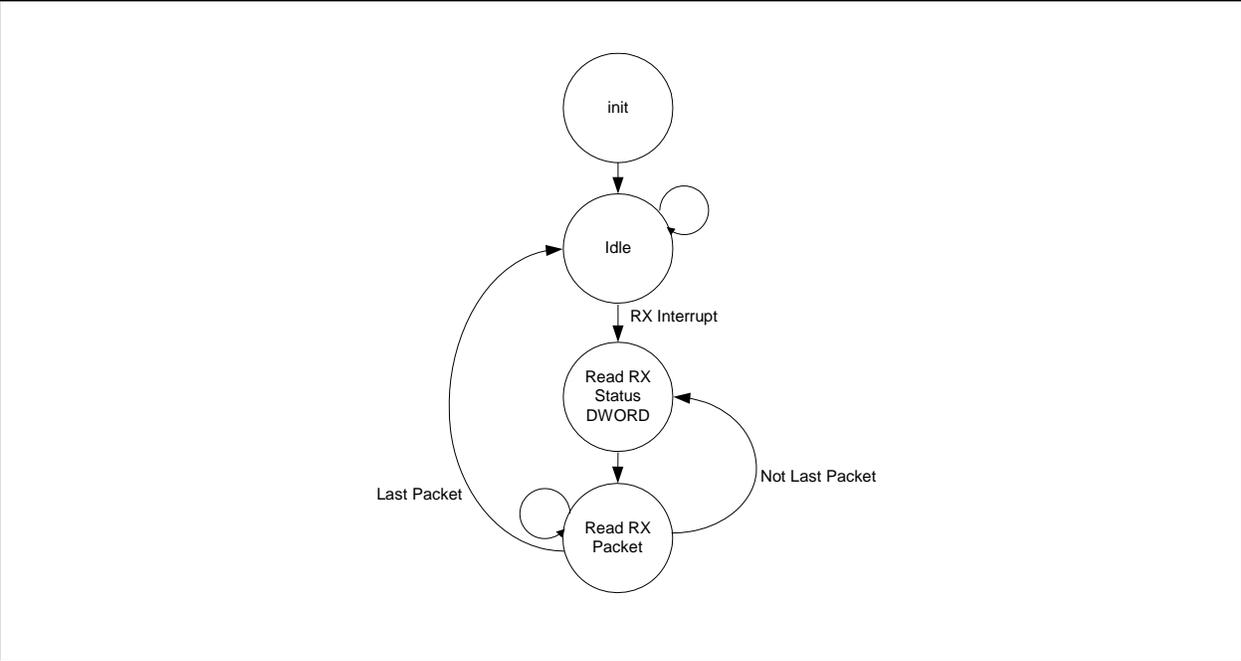 init
Idle
RX Interrupt
Read RX
Status
DWORD
Not Last Packet
Last Packet
Read RX
Packet